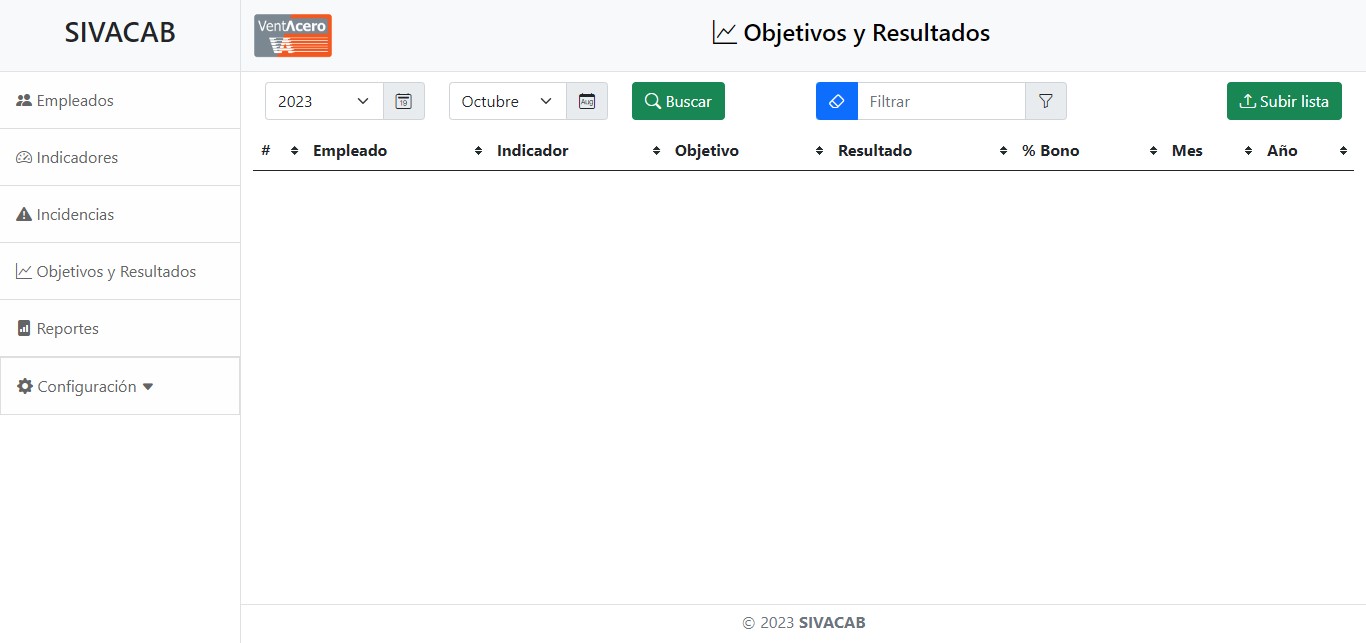 SIVACAB
VentAcero
VA
Objetivos y Resultados
Empleados
Indicadores
Incidencias
Objetivos y Resultados
Reportes
Configuración
2023
19
Octubre
Aug
Buscar
Filtrar
Subir lista
# Empleado Indicador Objetivo Resultado % Bono Mes Año
© 2023 SIVACAB